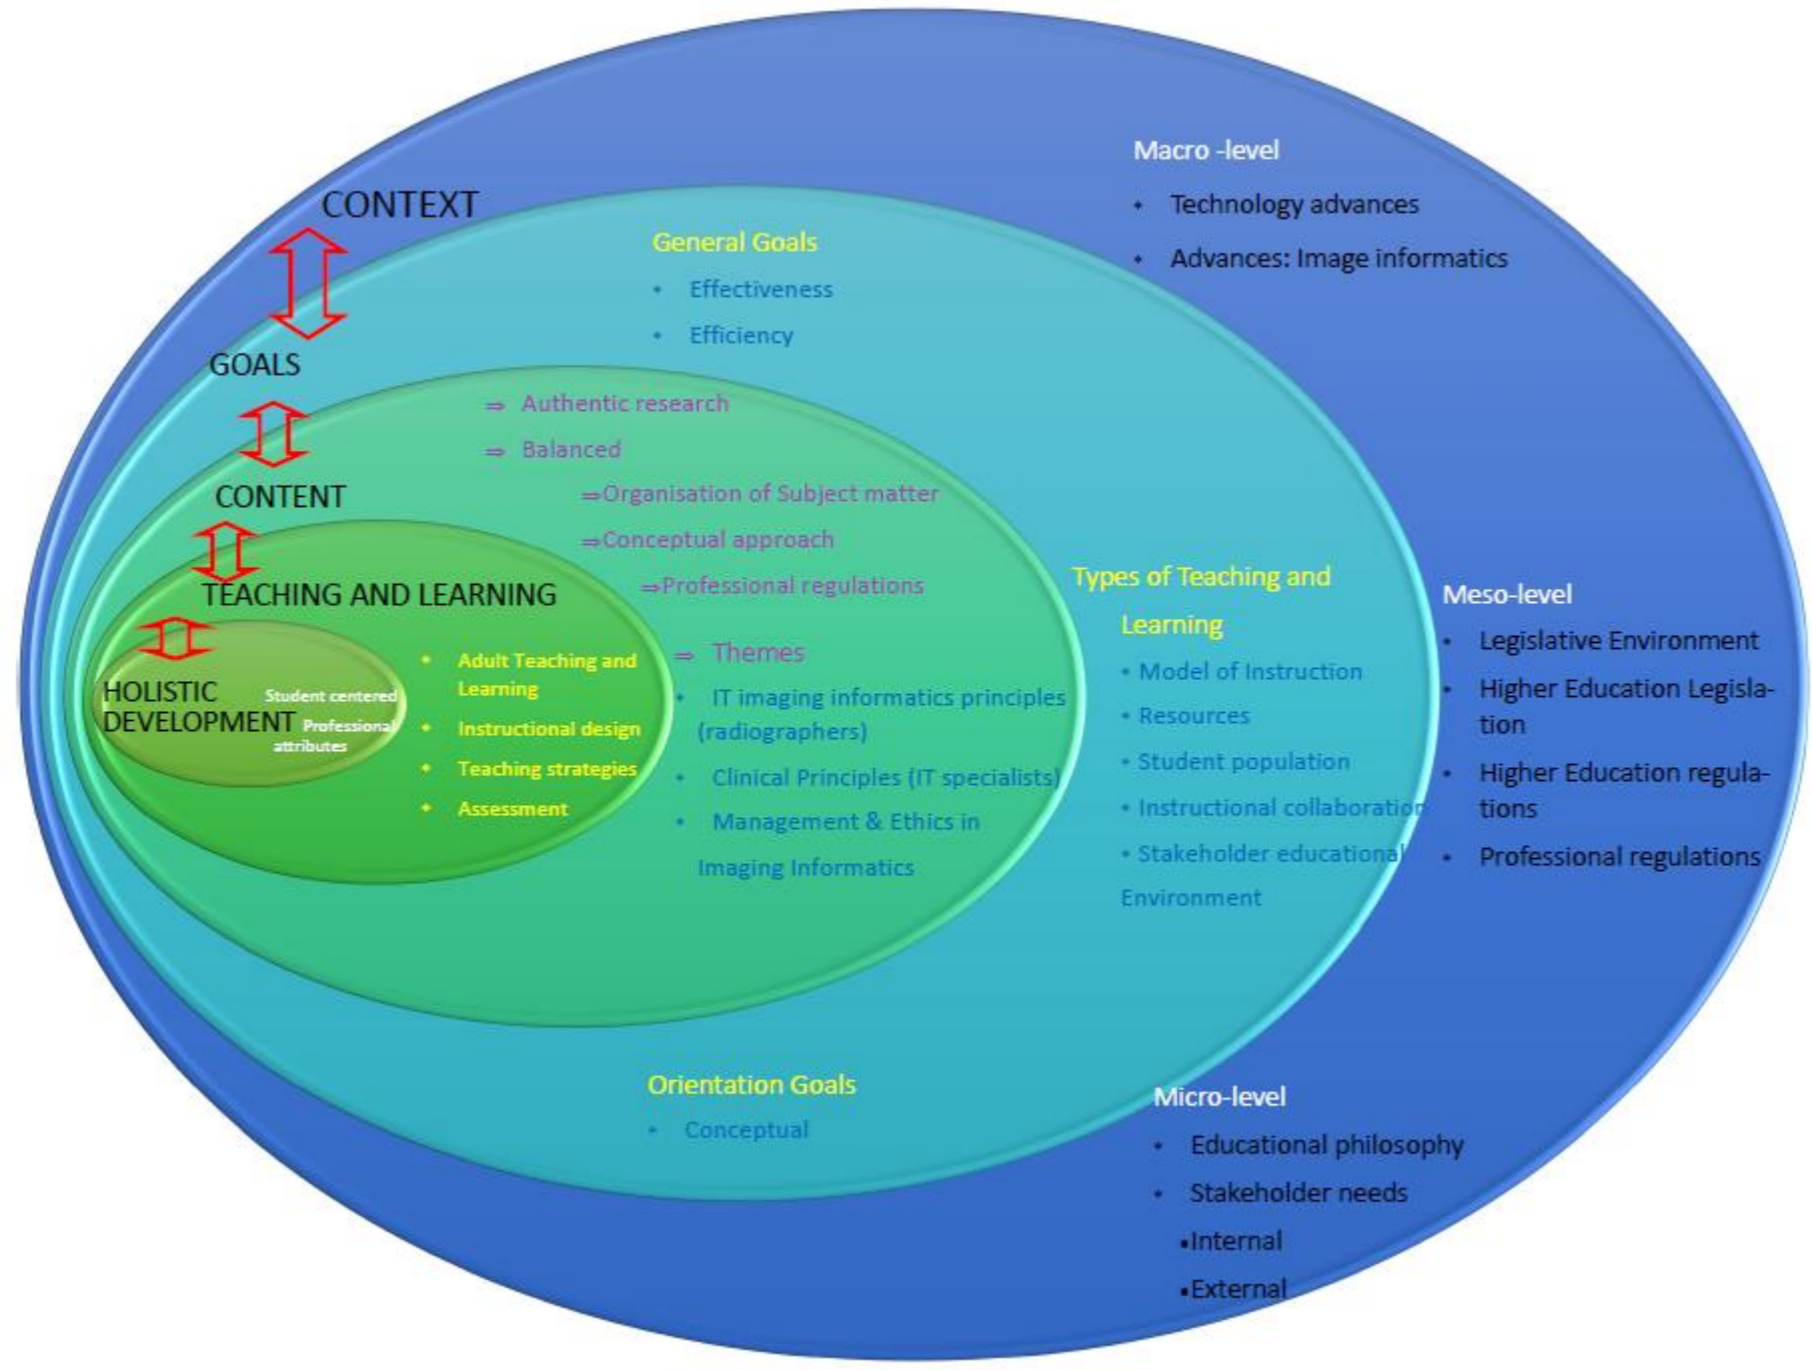 CONTEXT
Macro -level
• Technology advances
• Advances: Image informatics
Meso-level
• Legislative Environment
• Higher Education Legisla-
tion
• Higher Education regula-
tions
• Professional regulations
Micro-level
• Educational philosophy
• Stakeholder needs
▪Internal
▪External
GOALS
General Goals
• Effectiveness
• Efficiency
Types of Teaching and
Learning
• Model of Instruction
• Resources
• Student population
• Instructional collaboration
• Stakeholder educational
Environment
Orientation Goals
• Conceptual
CONTENT
⇒ Authentic research
⇒ Balanced
⇒Organisation of Subject matter
⇒Conceptual approach
⇒Professional regulations
⇒ Themes
• IT imaging informatics principles
(radiographers)
• Clinical Principles (IT specialists)
• Management & Ethics in
Imaging Informatics
TEACHING AND LEARNING
• Adult Teaching and
Learning
• Instructional design
• Teaching strategies
• Assessment
HOLISTIC
DEVELOPMENT
Student centered
Professional
attributes